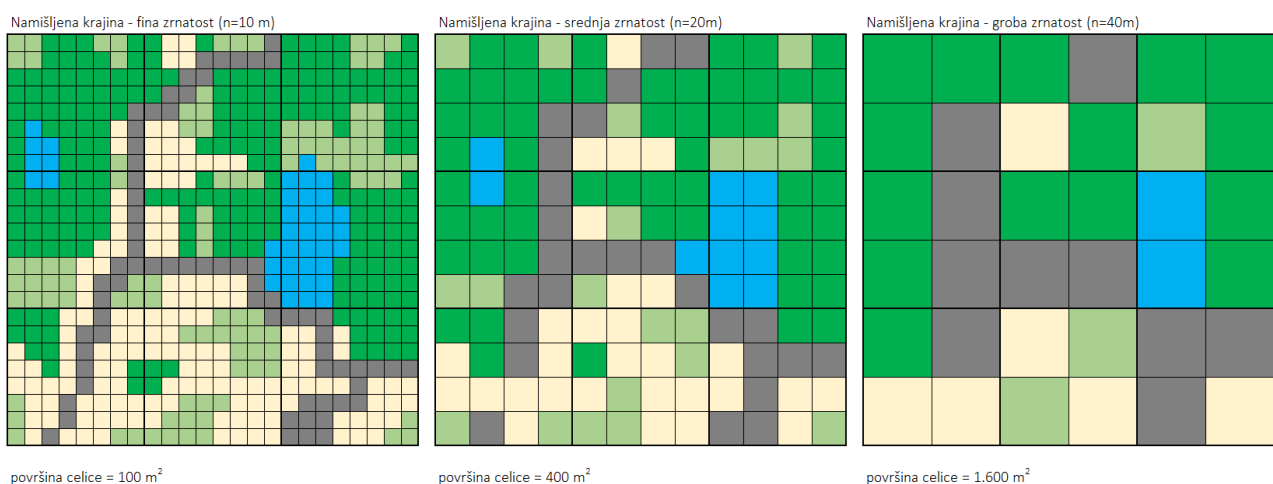 Namišljena krajina - fina zrnatost (n=10 m)
Namišljena krajina - srednja zrnatost (n=20m)
Namišljena krajina - groba zrnatost (n=40m)
površina celice = 100 m²
površina celice = 400 m²
površina celice = 1.600 m²